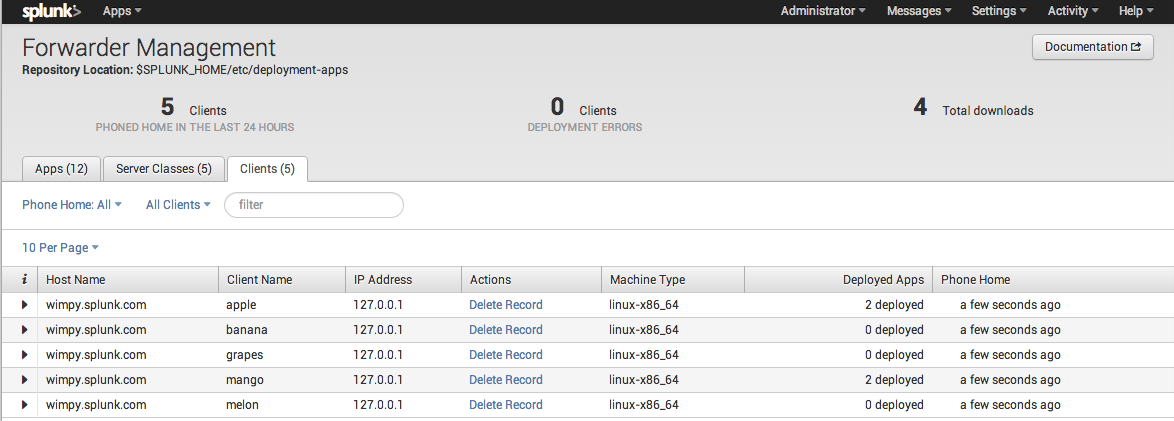 splunk> Apps Administrator Messages Settings Activity Help
Forwarder Management
Documentation
Repository Location: $SPLUNK_HOME/etc/deployment-apps
5 Clients 0 Clients 4 Total downloads
PHONED HOME IN THE LAST 24 HOURS DEPLOYMENT ERRORS
Apps (12) Server Classes (5) Clients (5)
Phone Home: All All Clients filter
10 Per Page
i Host Name Client Name IP Address Actions Machine Type Deployed Apps Phone Home
wimpy.splunk.com apple 127.0.0.1 Delete Record linux-x86_64 2 deployed a few seconds ago
wimpy.splunk.com banana 127.0.0.1 Delete Record linux-x86_64 0 deployed a few seconds ago
wimpy.splunk.com grapes 127.0.0.1 Delete Record linux-x86_64 0 deployed a few seconds ago
wimpy.splunk.com mango 127.0.0.1 Delete Record linux-x86_64 2 deployed a few seconds ago
wimpy.splunk.com melon 127.0.0.1 Delete Record linux-x86_64 0 deployed a few seconds ago